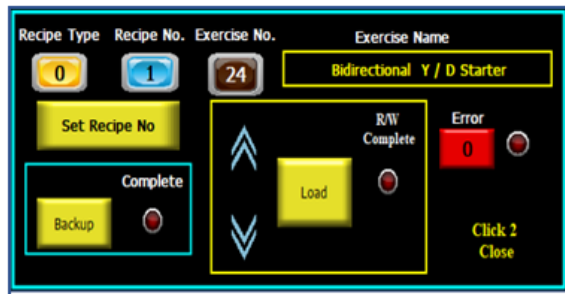 Recipe Type Recipe No. Exercise No. Exercise Name
0 1 24 Bidirectional Y / D Starter
Set Recipe No
R/W
Complete
Error
0
Complete
Load
Backup
Click 2
Close